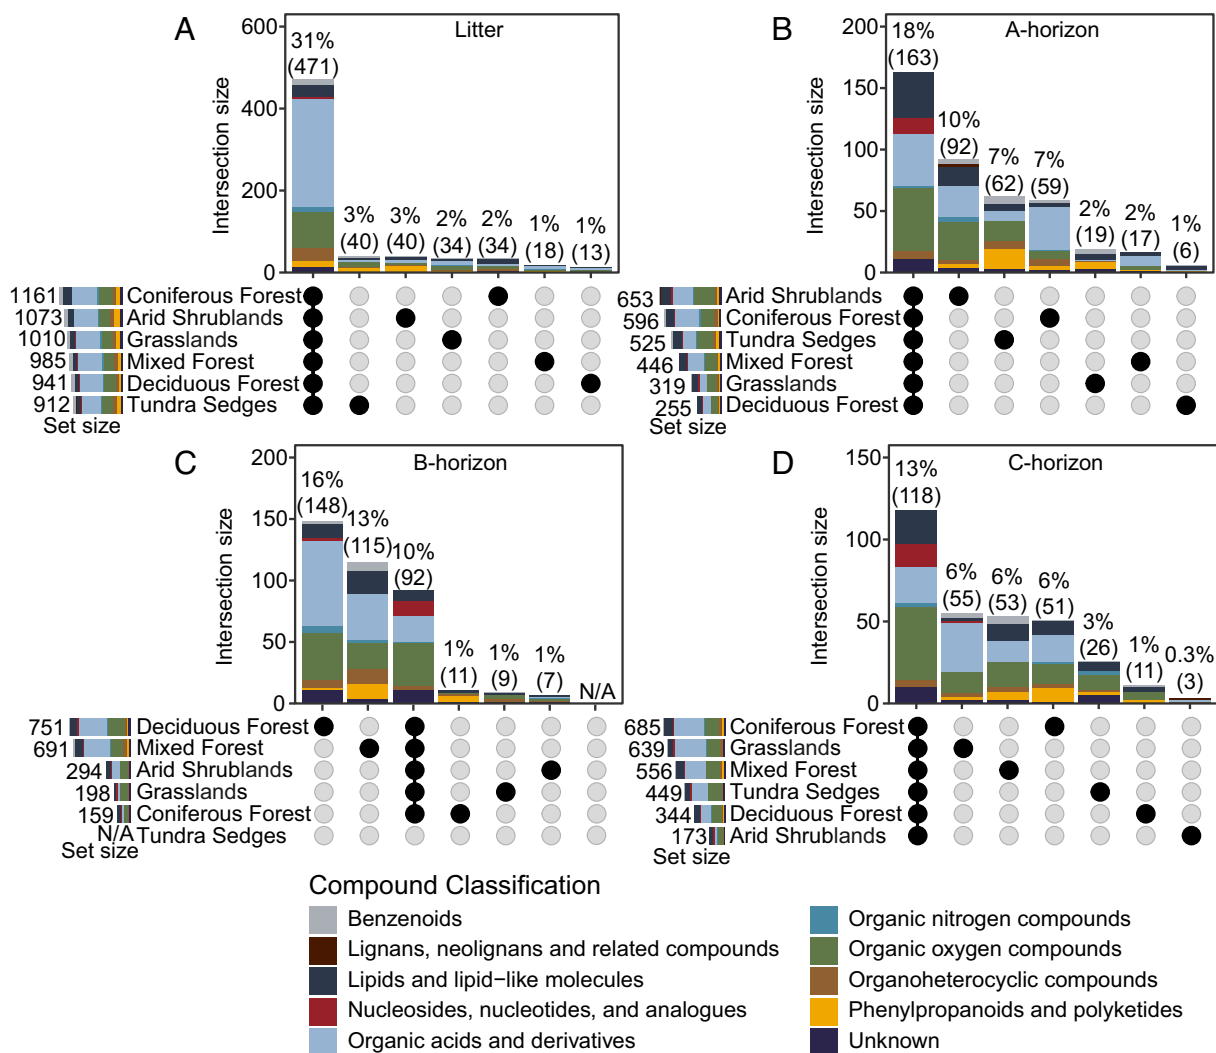 A
Litter
Intersection size
600
400
200
0
31%
(471)
3%
(40)
3%
(40)
2%
(34)
2%
(34)
1%
(18)
1%
(13)
1161 Coniferous Forest
1073 Arid Shrublands
1010 Grasslands
985 Mixed Forest
941 Deciduous Forest
912 Tundra Sedges
Set size
B
A-horizon
Intersection size
200
150
100
50
0
18%
(163)
10%
(92)
7%
(62)
7%
(59)
2%
(19)
2%
(17)
1%
(6)
653 Arid Shrublands
596 Coniferous Forest
525 Tundra Sedges
446 Mixed Forest
319 Grasslands
255 Deciduous Forest
Set size
C
B-horizon
Intersection size
200
150
100
50
0
16%
(148)
13%
(115)
10%
(92)
1%
(11)
1%
(9)
1%
(7)
N/A
751 Deciduous Forest
691 Mixed Forest
294 Arid Shrublands
198 Grasslands
159 Coniferous Forest
N/A Tundra Sedges
Set size
D
C-horizon
Intersection size
150
100
50
0
13%
(118)
6%
(55)
6%
(53)
6%
(51)
3%
(26)
1%
(11)
0.3%
(3)
685 Coniferous Forest
639 Grasslands
556 Mixed Forest
449 Tundra Sedges
344 Deciduous Forest
173 Arid Shrublands
Set size
Compound Classification
Benzenoids
Lignans, neolignans and related compounds
Lipids and lipid−like molecules
Nucleosides, nucleotides, and analogues
Organic acids and derivatives
Organic nitrogen compounds
Organic oxygen compounds
Organoheterocyclic compounds
Phenylpropanoids and polyketides
Unknown